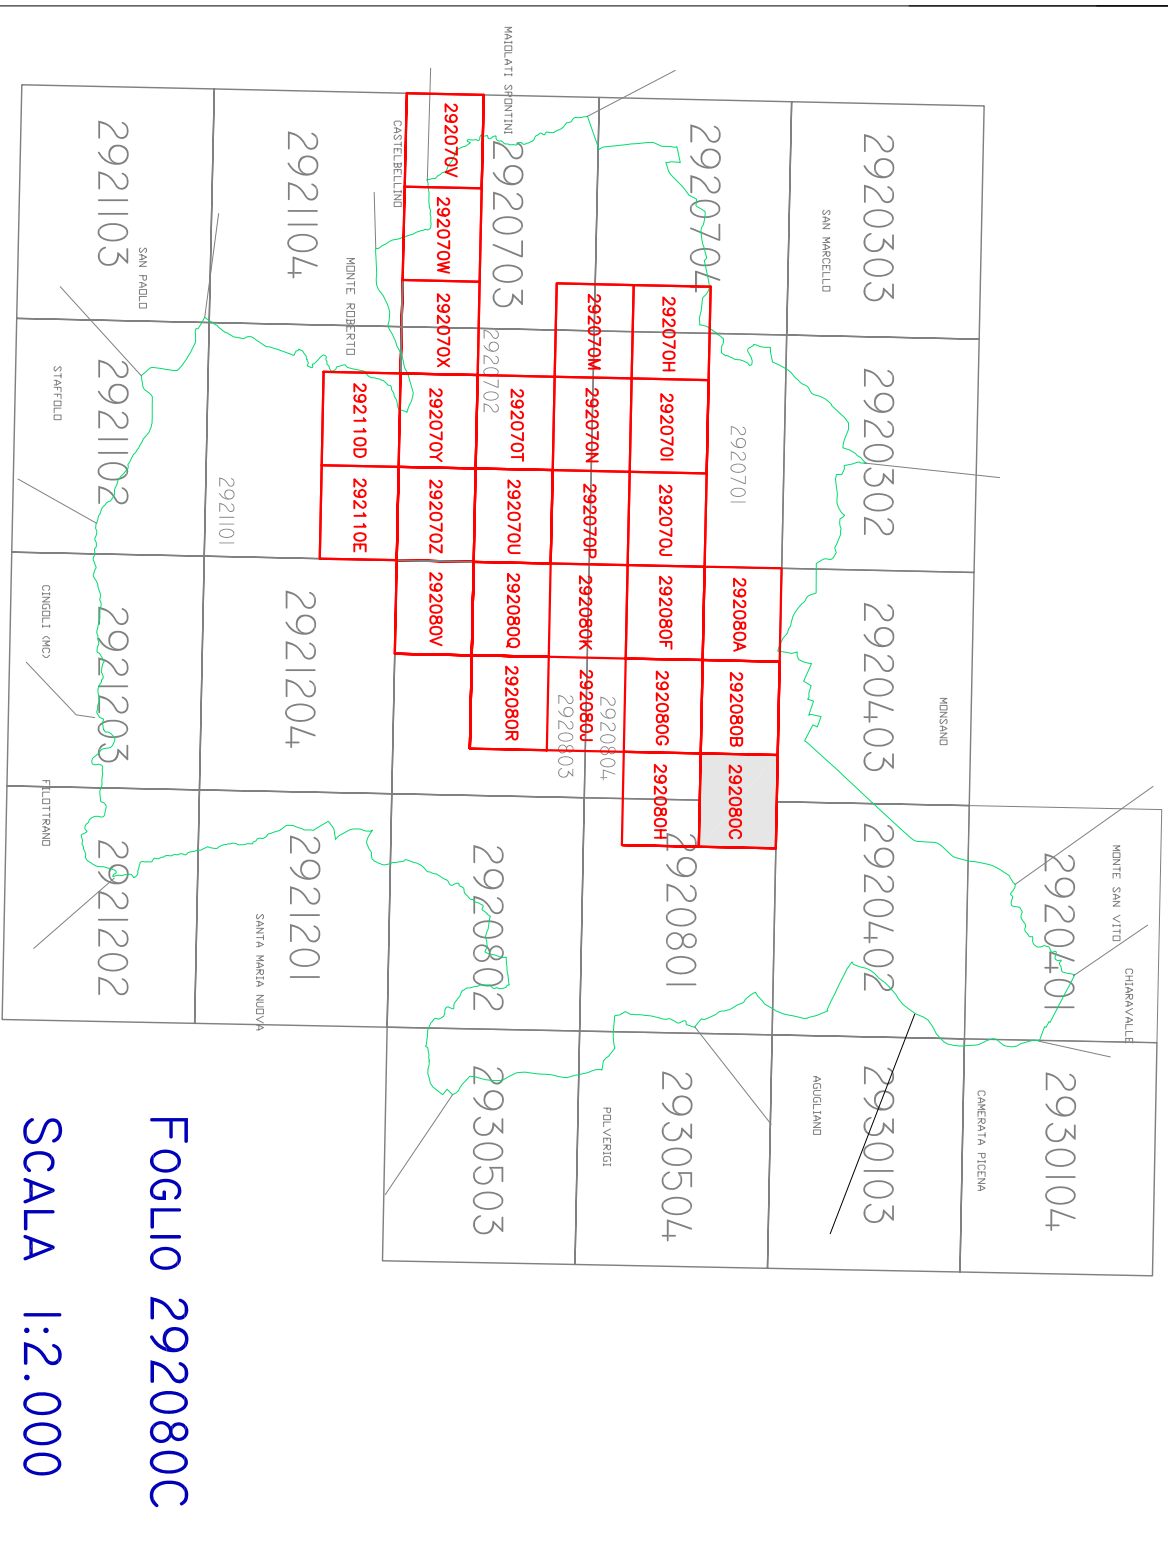 2920401
2930104
MONTE SAN VITO
CHIARAVALLE
CAMERATA PICENA
2920303
2920302
2920403
2920402
2930103
SAN MARCELLO
MONSANO
AGUGLIANO
2920704
2920701
2920801
2930504
292080A
292080B
292080C
292070H
292070I
292070J
292080F
292080G
292080H
POLVERIGI
292070M
292070N
292070P
292080K
292080J
2920804
2920803
MAIOLATI SPONTINI
2920703
2920702
2920802
2930503
292070T
292070U
292080Q
292080R
292070V
292070W
292070X
292070Y
292070Z
292080V
CASTELBELLINO
MONTE ROBERTO
292110D
292110E
2921104
2921101
2921204
2921201
SANTA MARIA NUOVA
SAN PAOLO
2921103
2921102
2921203
2921202
STAFFOLO
CINGOLI (MC)
FILOTTRANO
FOGLIO 292080C
SCALA 1:2.000